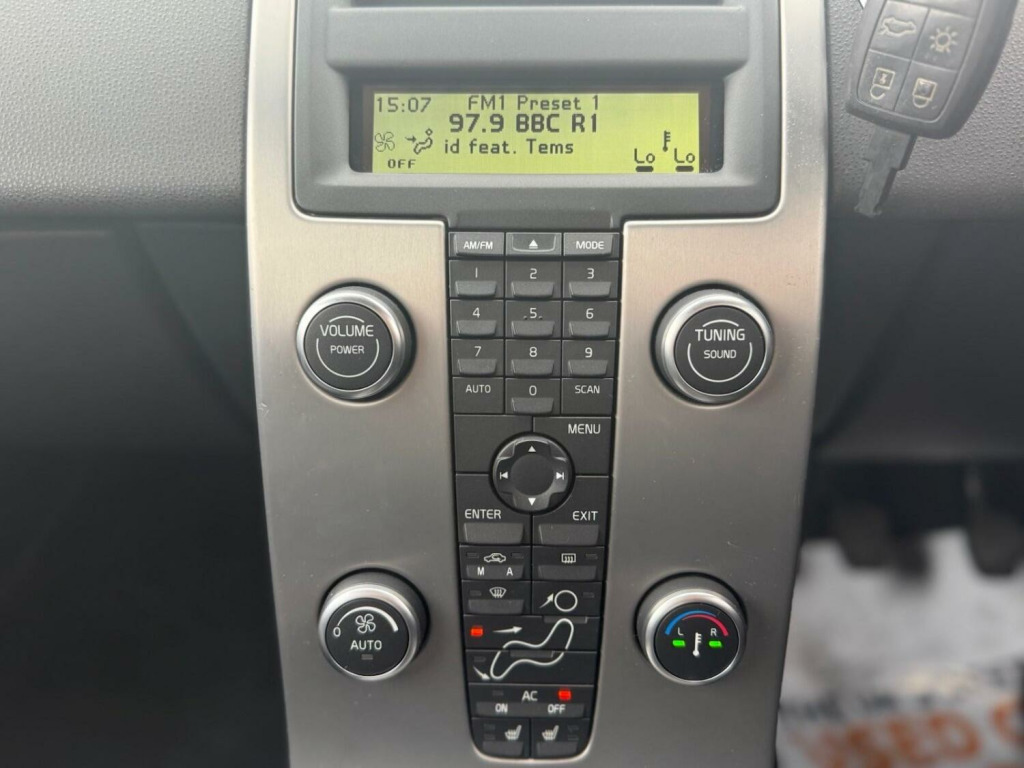 15:07 FM1 Preset 1
97.9 BBC R1
id feat. Tems
OFF Lo Lo
AM/FM MODE
1 2 3
4 5 6
7 8 9
AUTO 0 SCAN
VOLUME
POWER
TUNING
SOUND
MENU
ENTER EXIT
M A
0 AUTO
L R
AC
ON OFF
USED